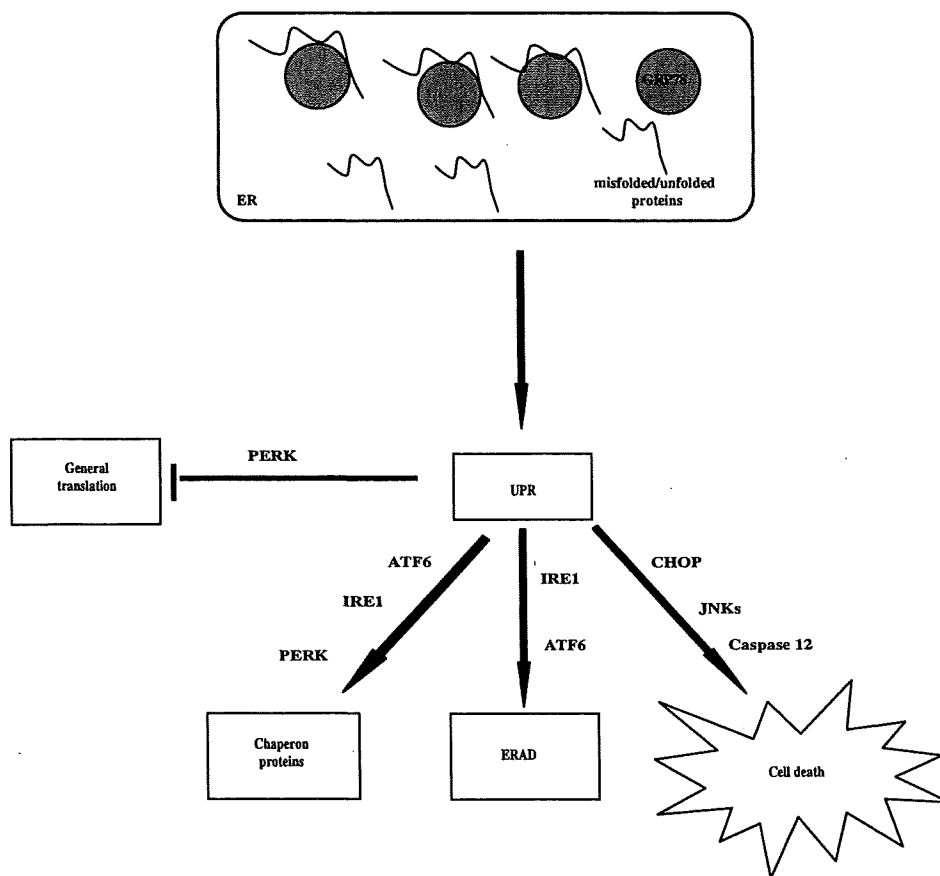 GRP78
misfolded/unfolded
proteins
ER
PERK
General
translation
UPR
ATF6
IRE1
CHOP
IRE1
JNKs
ATF6
Caspase 12
PERK
Chaperon
proteins
ERAD
Cell death